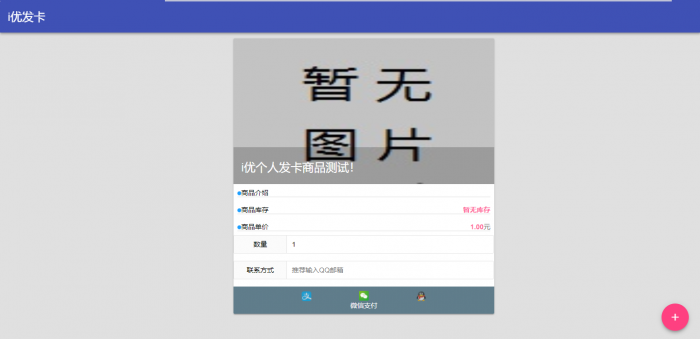 i优发卡
暂无
图片
i优个人发卡商品测试!
商品介绍
商品库存 暂无库存
商品单价 1.00元
数量 1
联系方式 推荐输入QQ邮箱
微信支付